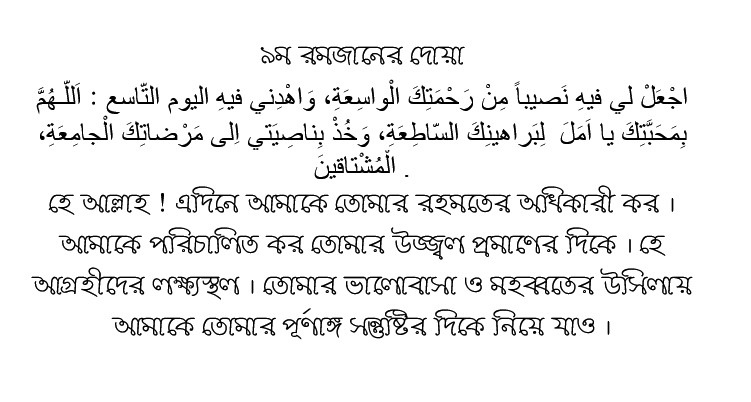 ৯ম রমজানের দোয়া
اجْعَلْ لي فيهِ نَصيباً مِنْ رَحْمَتِكَ الْواسِعَةِ، وَاهْدِني فيهِ اليوم التّاسع : اَللّـهُمَّ
بِمَحَبَّتِكَ يا اَمَلَ لِبَراهينِكَ السّاطِعَةِ، وَخُذْ بِناصِيَتي اِلى مَرْضاتِكَ الْجامِعَةِ،
الْمُشْتاقينَ .
হে আল্লাহ ! এদিনে আমাকে তোমার রহমতের অধিকারী কর ।
আমাকে পরিচালিত কর তোমার উজ্জ্বল প্রমাণের দিকে । হে
আগ্রহীদের লক্ষ্যস্থল । তোমার ভালোবাসা ও মহব্বতের উসিলায়
আমাকে তোমার পূর্ণাঙ্গ সন্তুষ্টির দিকে নিয়ে যাও ।